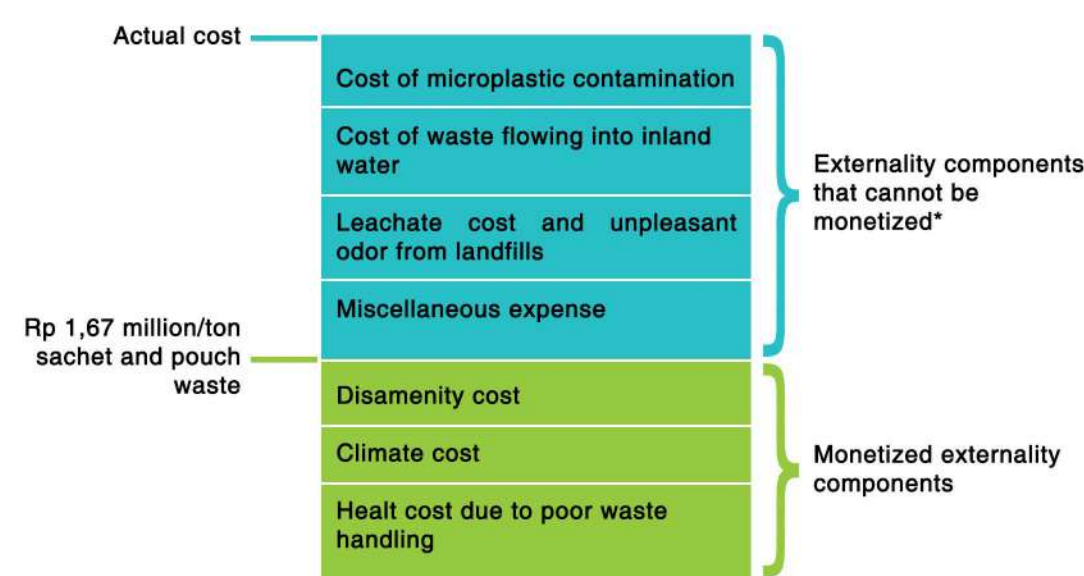 Actual cost
Cost of microplastic contamination
Cost of waste flowing into inland
water
Leachate cost and unpleasant
odor from landfills
Miscellaneous expense
Externality components
that cannot be
monetized*
Rp 1,67 million/ton
sachet and pouch
waste
Disamenity cost
Climate cost
Healt cost due to poor waste
handling
Monetized externality
components